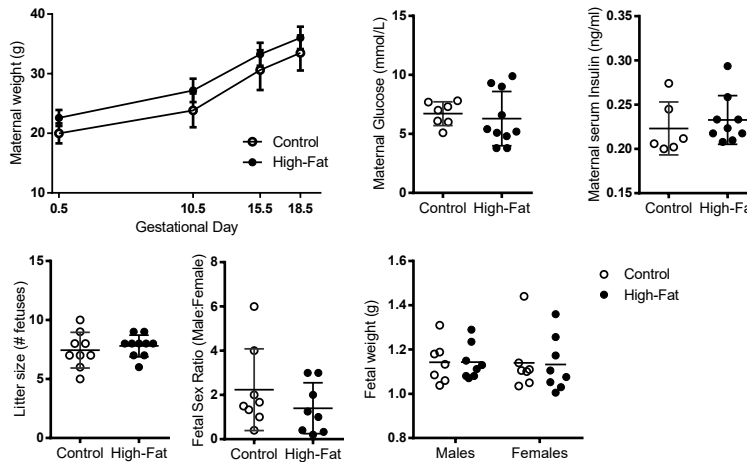 Maternal weight (g)
40
30
20
10
0.5
10.5
15.5
18.5
Gestational Day
Control
High-Fat
Maternal Glucose (mmol/L)
15
10
5
0
Control
High-Fat
Maternal serum Insulin (ng/ml)
0.35
0.30
0.25
0.20
0.15
Control
High-Fa
Litter size (# fetuses)
15
10
5
0
Control
High-Fat
Fetal Sex Ratio (Male:Female)
8
6
4
2
0
Control
High-Fat
Fetal weight (g)
1.6
1.4
1.2
1.0
0.8
Males
Females
Control
High-Fat